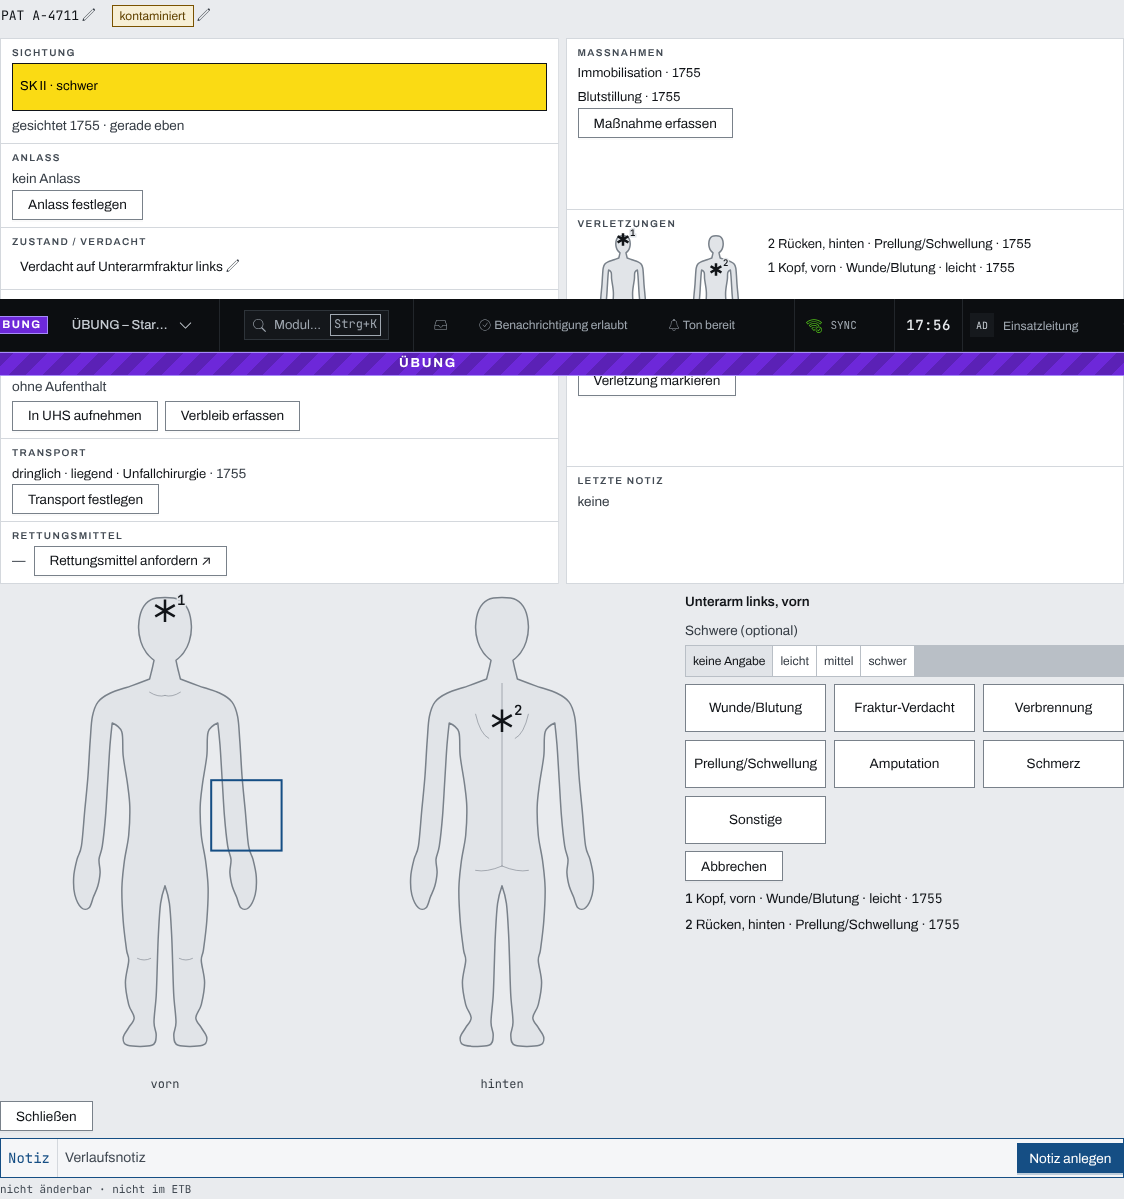 PAT A-4711 kontaminiert
SICHTUNG
SK II · schwer
gesichtet 1755 · gerade eben
ANLASS
kein Anlass
Anlass festlegen
ZUSTAND / VERDACHT
Verdacht auf Unterarmfraktur links
MASSNAHMEN
Immobilisation · 1755
Blutstillung · 1755
Maßnahme erfassen
VERLETZUNGEN
1
2
2 Rücken, hinten · Prellung/Schwellung · 1755
1 Kopf, vorn · Wunde/Blutung · leicht · 1755
BUNG ÜBUNG – Star… Modul… Strg+K Benachrichtigung erlaubt Ton bereit SYNC 17:56 AD Einsatzleitung
ÜBUNG
ohne Aufenthalt
In UHS aufnehmen Verbleib erfassen
TRANSPORT
dringlich · liegend · Unfallchirurgie · 1755
Transport festlegen
RETTUNGSMITTEL
— Rettungsmittel anfordern ↗
Verletzung markieren
LETZTE NOTIZ
keine
1
2
vorn
hinten
Unterarm links, vorn
Schwere (optional)
keine Angabe leicht mittel schwer
Wunde/Blutung Fraktur-Verdacht Verbrennung
Prellung/Schwellung Amputation Schmerz
Sonstige
Abbrechen
1 Kopf, vorn · Wunde/Blutung · leicht · 1755
2 Rücken, hinten · Prellung/Schwellung · 1755
Schließen
Notiz Verlaufsnotiz Notiz anlegen
nicht änderbar · nicht im ETB